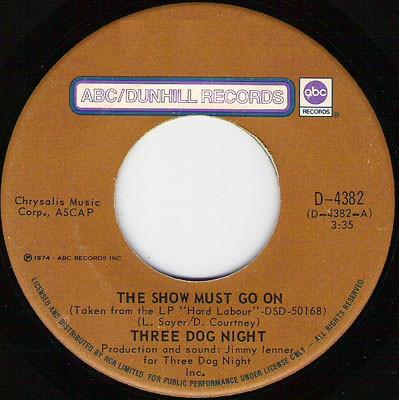 ABC/DUNHILL RECORDS
abc
RECORDS
Chrysalis Music
Corp., ASCAP
D-4382
(D-4382-A)
3:35
℗1974 - ABC RECORDS INC
THE SHOW MUST GO ON
(Taken from the LP "Hard Labour"-DSD-50168)
(L. Sayer/D. Courtney)
THREE DOG NIGHT
Production and sound: Jimmy Ienner
for Three Dog Night
Inc.
LICENSED AND DISTRIBUTED BY RCA LIMITED. FOR PUBLIC PERFORMANCE UNDER LICENSE ONLY.